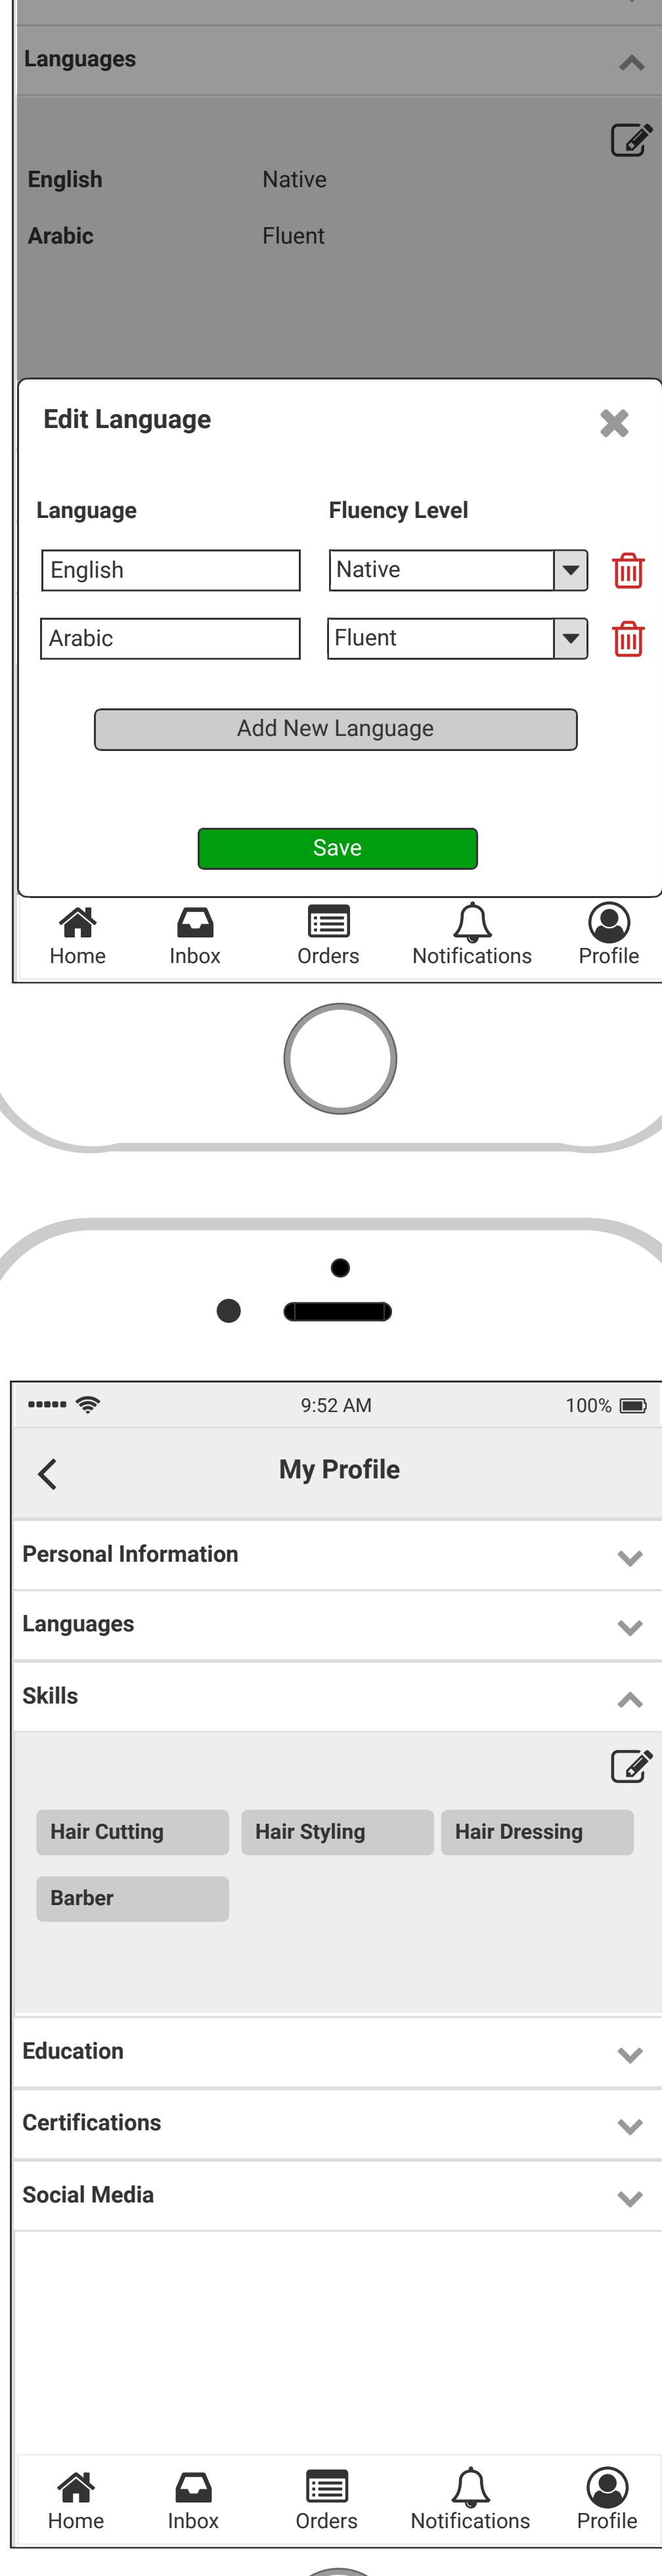 Languages
English Native
Arabic Fluent
Edit Language
Language Fluency Level
English Native
Arabic Fluent
Add New Language
Save
Home Inbox Orders Notifications Profile
9:52 AM 100%
My Profile
Personal Information
Languages
Skills
Hair Cutting Hair Styling Hair Dressing
Barber
Education
Certifications
Social Media
Home Inbox Orders Notifications Profile